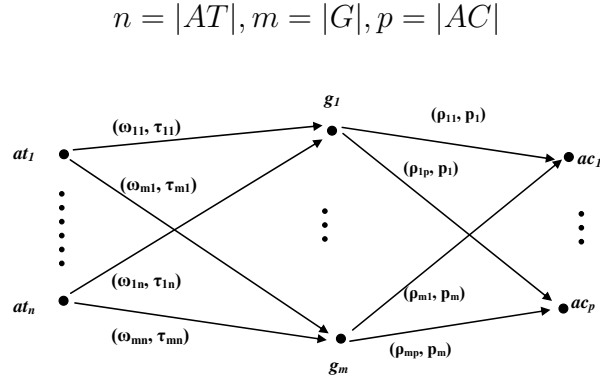 n = |AT|, m = |G|, p = |AC|
g₁
(ω₁₁, τ₁₁)
(ρ₁₁, p₁)
at₁
ac₁
(ωₘ₁, τₘ₁)
(ρ₁ₚ, p₁)
(ω₁ₙ, τ₁ₙ)
(ρₘ₁, pₘ)
atₙ
acₚ
(ωₘₙ, τₘₙ)
(ρₘₚ, pₘ)
gₘ